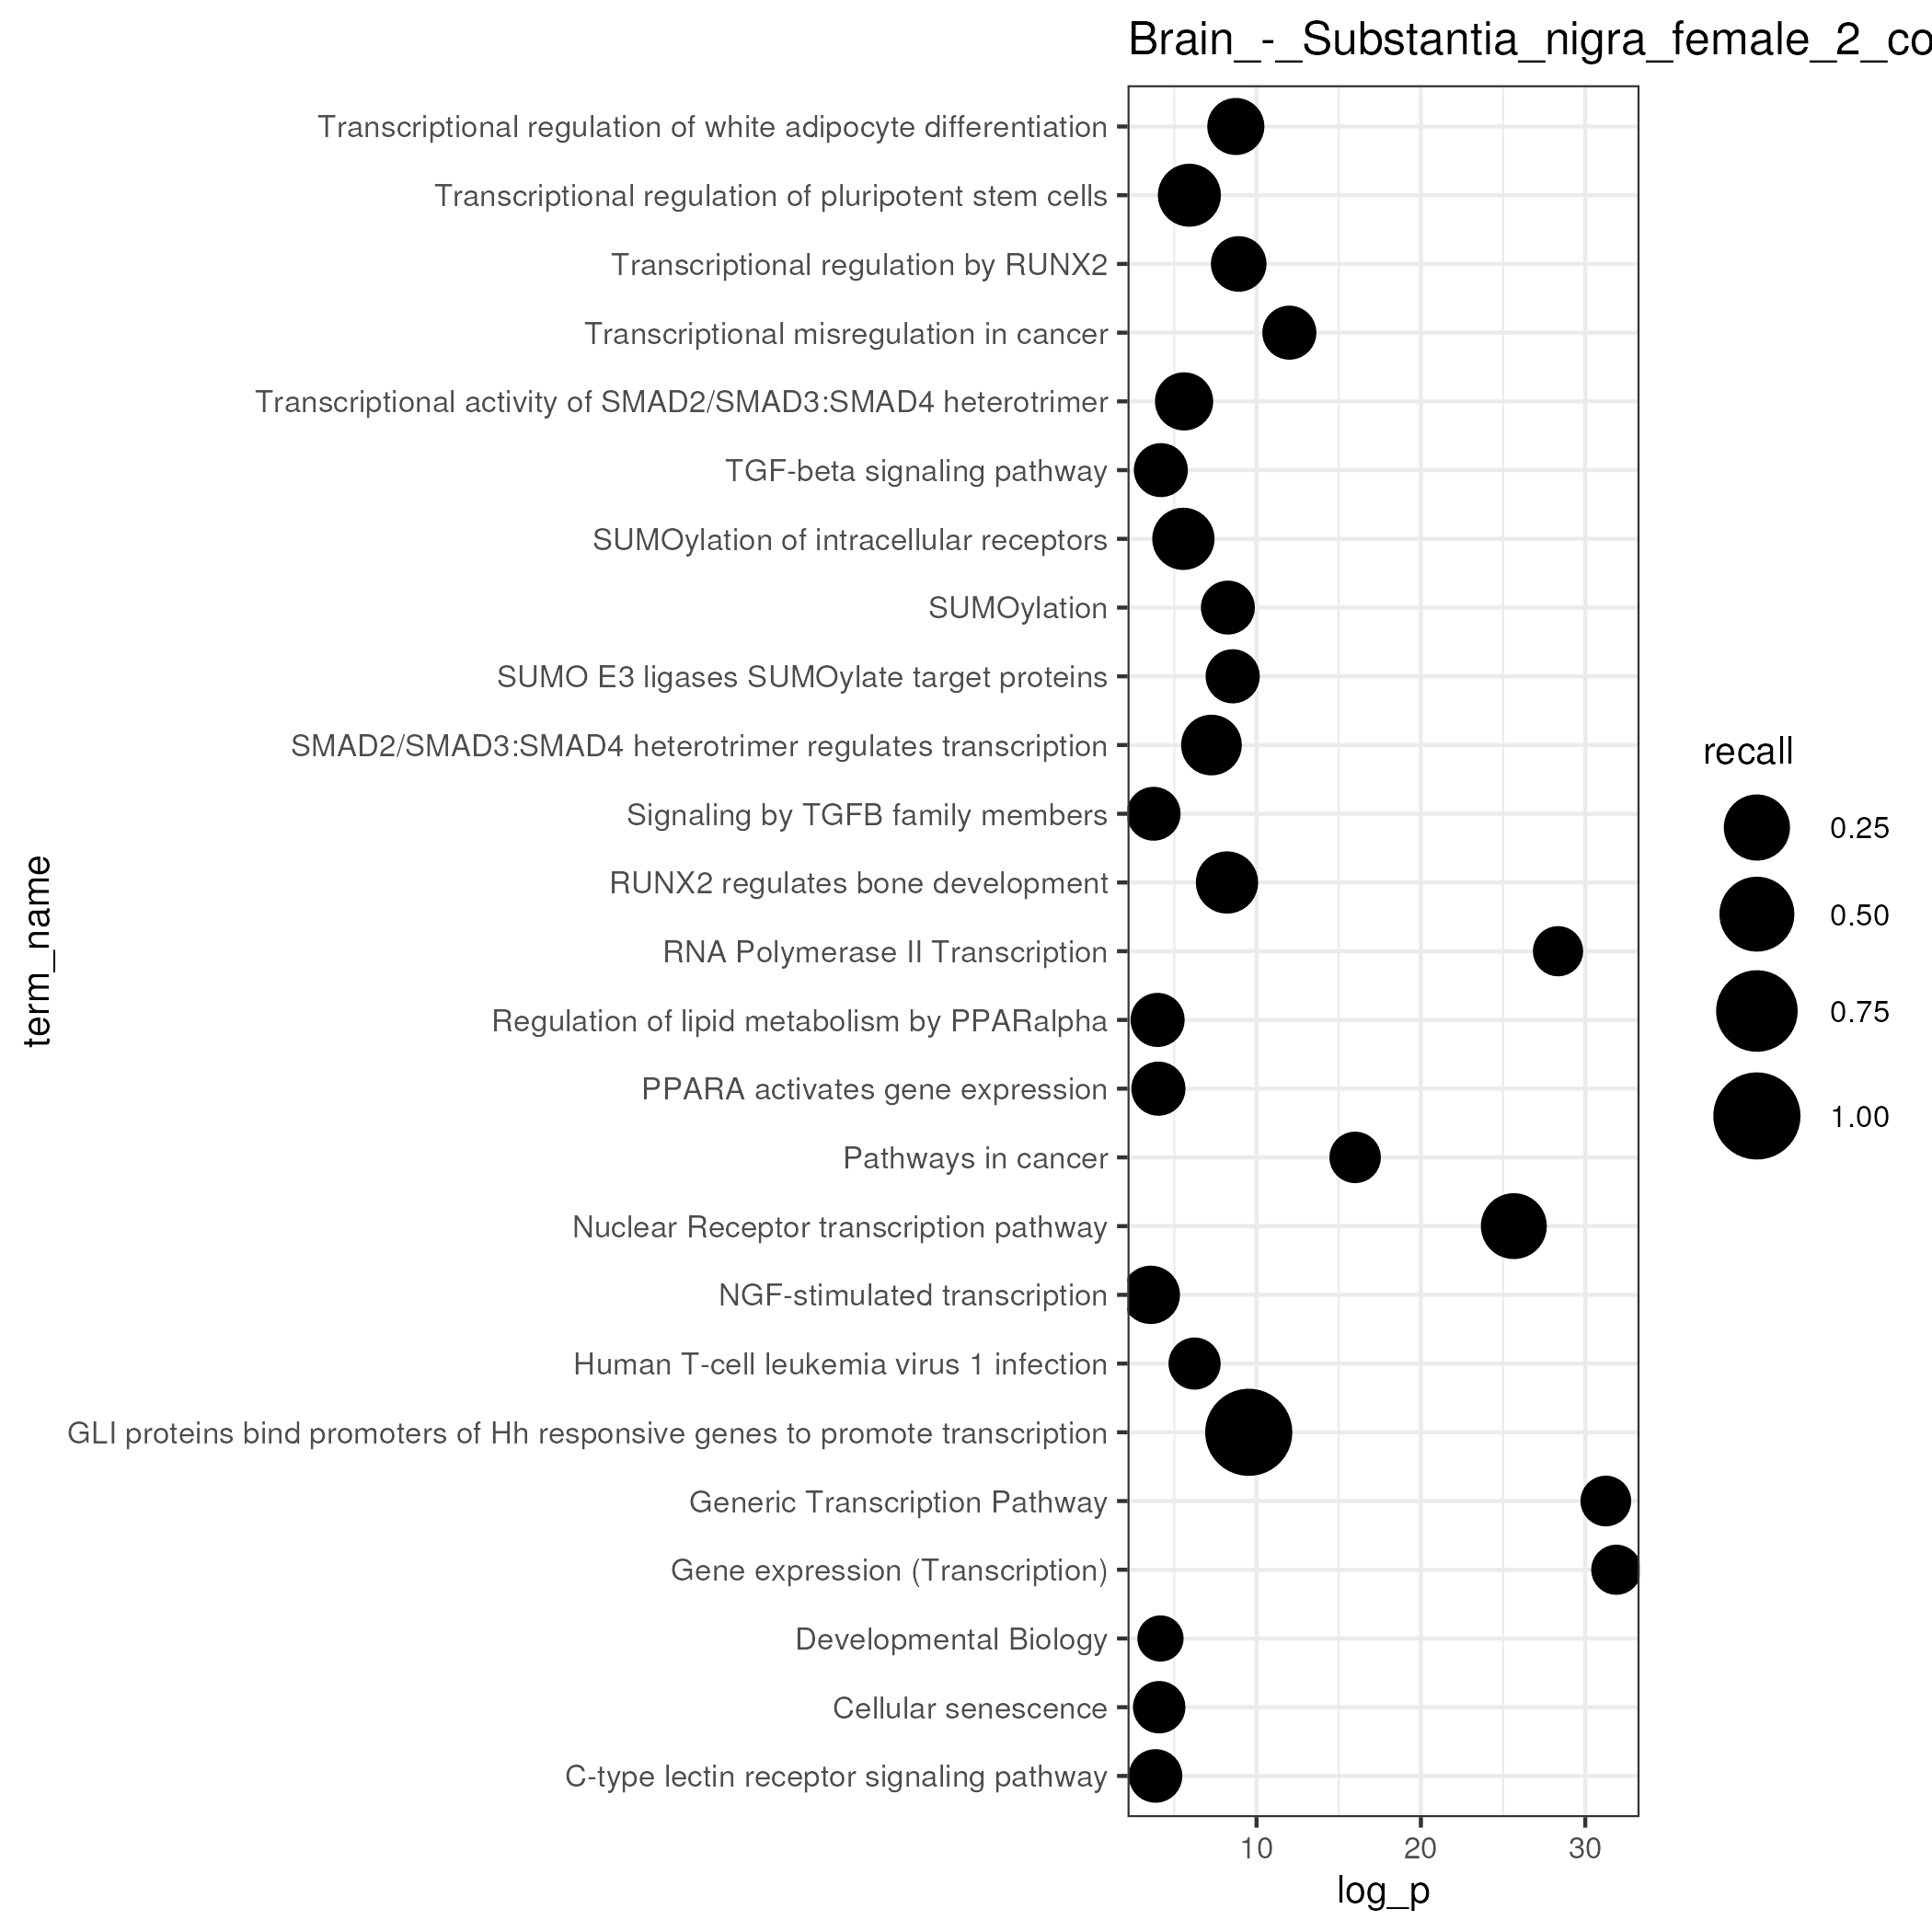 Brain_-_Substantia_nigra_female_2_co
Transcriptional regulation of white adipocyte differentiation
Transcriptional regulation of pluripotent stem cells
Transcriptional regulation by RUNX2
Transcriptional misregulation in cancer
Transcriptional activity of SMAD2/SMAD3:SMAD4 heterotrimer
TGF-beta signaling pathway
SUMOylation of intracellular receptors
SUMOylation
SUMO E3 ligases SUMOylate target proteins
SMAD2/SMAD3:SMAD4 heterotrimer regulates transcription
Signaling by TGFB family members
RUNX2 regulates bone development
RNA Polymerase II Transcription
Regulation of lipid metabolism by PPARalpha
PPARA activates gene expression
Pathways in cancer
Nuclear Receptor transcription pathway
NGF-stimulated transcription
Human T-cell leukemia virus 1 infection
GLI proteins bind promoters of Hh responsive genes to promote transcription
Generic Transcription Pathway
Gene expression (Transcription)
Developmental Biology
Cellular senescence
C-type lectin receptor signaling pathway
term_name
10
20
30
log_p
recall
0.25
0.50
0.75
1.00